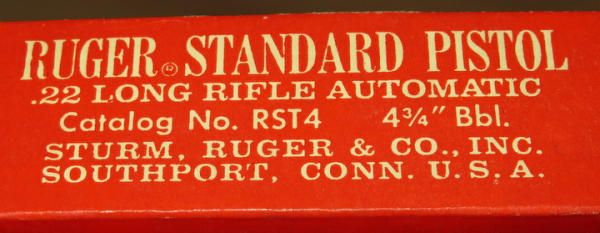 RUGER® STANDARD PISTOL
.22 LONG RIFLE AUTOMATIC
Catalog No. RST4 4¾" Bbl.
STURM, RUGER & CO., INC.
SOUTHPORT, CONN. U. S. A.